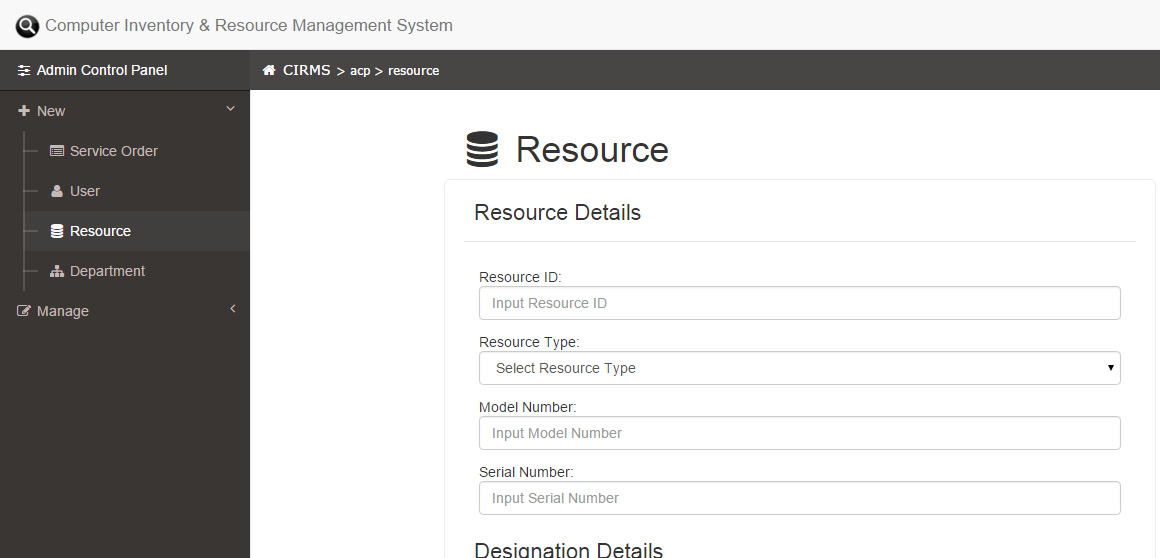 Computer Inventory & Resource Management System
Admin Control Panel
CIRMS > acp > resource
New
Service Order
User
Resource
Department
Manage
Resource
Resource Details
Resource ID:
Input Resource ID
Resource Type:
Select Resource Type
Model Number:
Input Model Number
Serial Number:
Input Serial Number
Designation Details